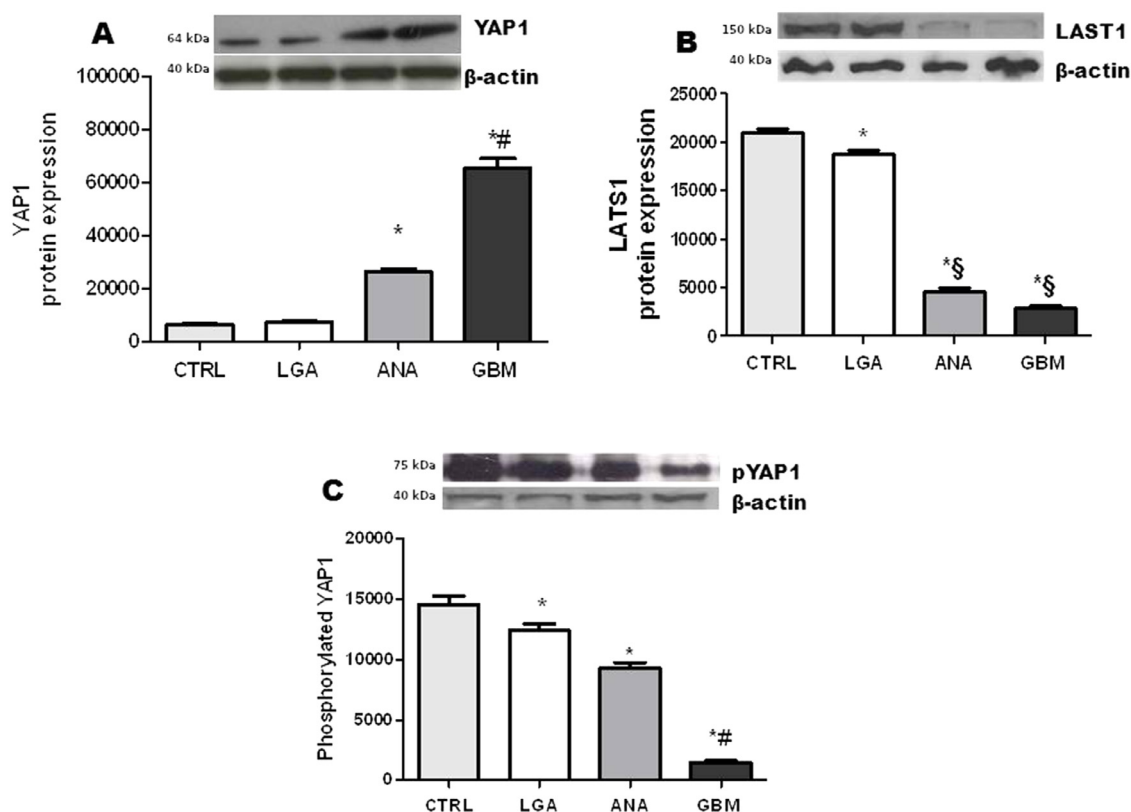 A
64 kDa
YAP1
40 kDa
β-actin
YAP1
protein expression
100000
80000
60000
40000
20000
0
*
*#
CTRL LGA ANA GBM
B
150 kDa
LAST1
40 kDa
β-actin
LATS1
protein expression
25000
20000
15000
10000
5000
0
*
*§
*§
CTRL LGA ANA GBM
C
75 kDa
pYAP1
40 kDa
β-actin
Phosphorylated YAP1
20000
15000
10000
5000
0
*
*
*#
CTRL LGA ANA GBM